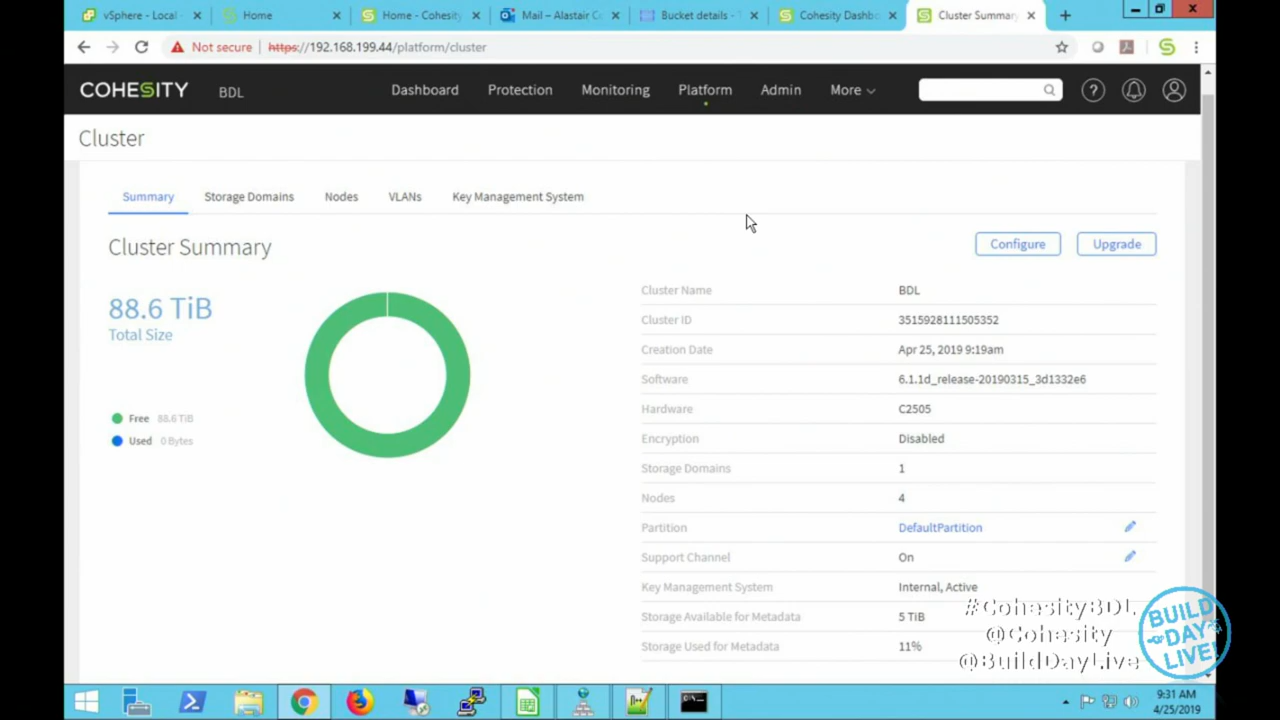 vSphere - Local -
Home
Home - Cohesity
Mail – Alastair C
Bucket details -
Cohesity Dashbo
Cluster Summary
Not secure
https://192.168.199.44/platform/cluster
COHESITY
BDL
Dashboard
Protection
Monitoring
Platform
Admin
More
Cluster
Summary
Storage Domains
Nodes
VLANs
Key Management System
Cluster Summary
Configure
Upgrade
88.6 TiB
Total Size
Free 88.6 TiB
Used 0 Bytes
Cluster Name BDL
Cluster ID 3515928111505352
Creation Date Apr 25, 2019 9:19am
Software 6.1.1d_release-20190315_3d1332e6
Hardware C2505
Encryption Disabled
Storage Domains 1
Nodes 4
Partition DefaultPartition
Support Channel On
Key Management System Internal, Active
Storage Available for Metadata 5 TiB
Storage Used for Metadata 11%
#CohesityBDL
@Cohesity
@BuildDayLive
BUILD
DAY
LIVE!
9:31 AM
4/25/2019